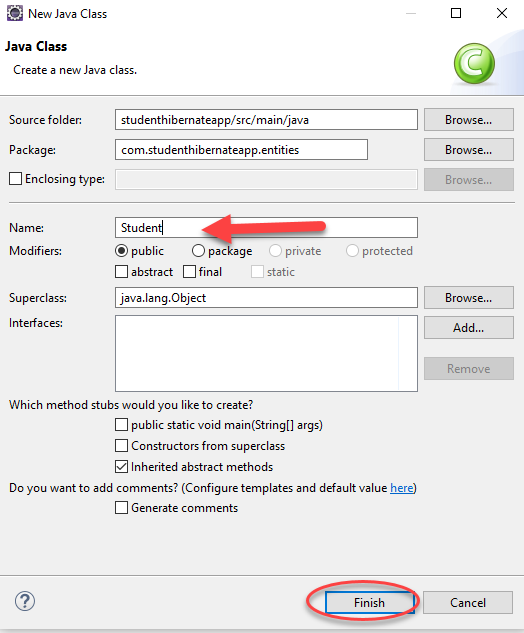 New Java Class
Java Class
Create a new Java class.
C
Source folder: studenthibernateapp/src/main/java Browse...
Package: com.studenthibernateapp.entities Browse...
Enclosing type: Browse...
Name: Student
Modifiers: public package private protected
abstract final static
Superclass: java.lang.Object Browse...
Interfaces: Add...
Remove
Which method stubs would you like to create?
public static void main(String[] args)
Constructors from superclass
Inherited abstract methods
Do you want to add comments? (Configure templates and default value here)
Generate comments
? Finish Cancel